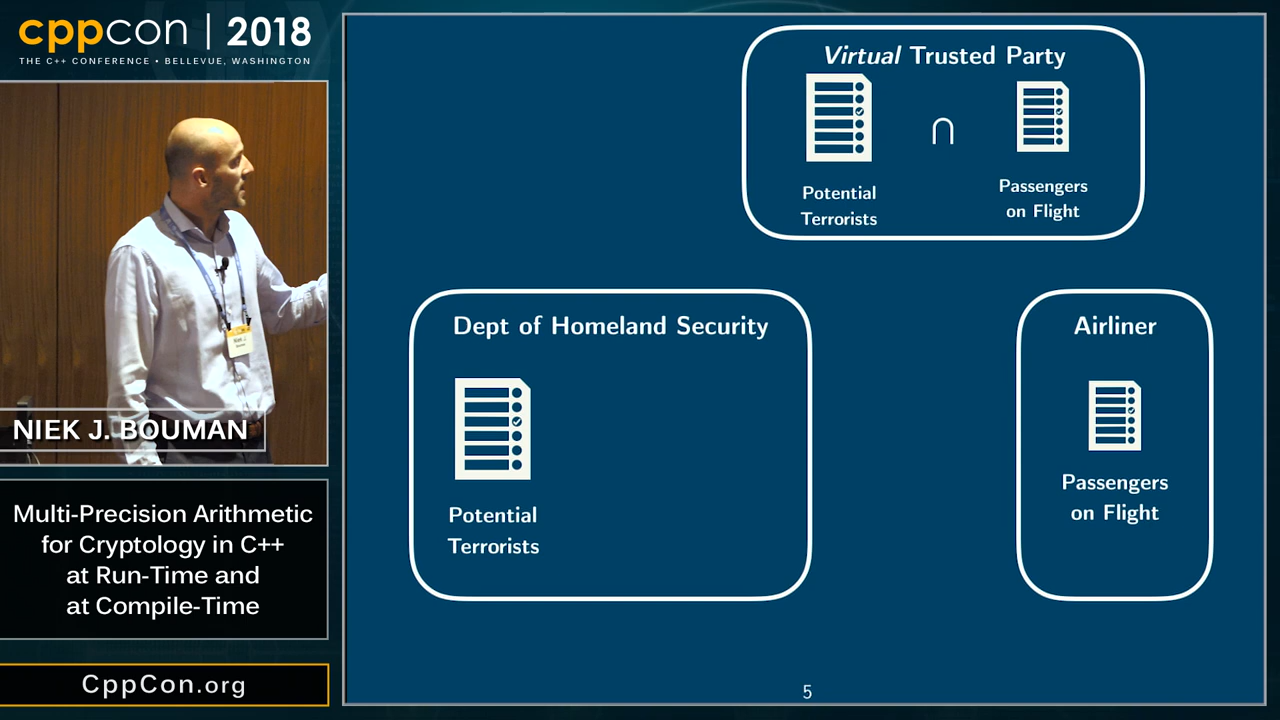 cppcon | 2018
THE C++ CONFERENCE • BELLEVUE, WASHINGTON
NIEK J. BOUMAN
Multi-Precision Arithmetic
for Cryptology in C++
at Run-Time and
at Compile-Time
CppCon.org
Virtual Trusted Party
∩
Potential
Terrorists
Passengers
on Flight
Dept of Homeland Security
Potential
Terrorists
Airliner
Passengers
on Flight
5